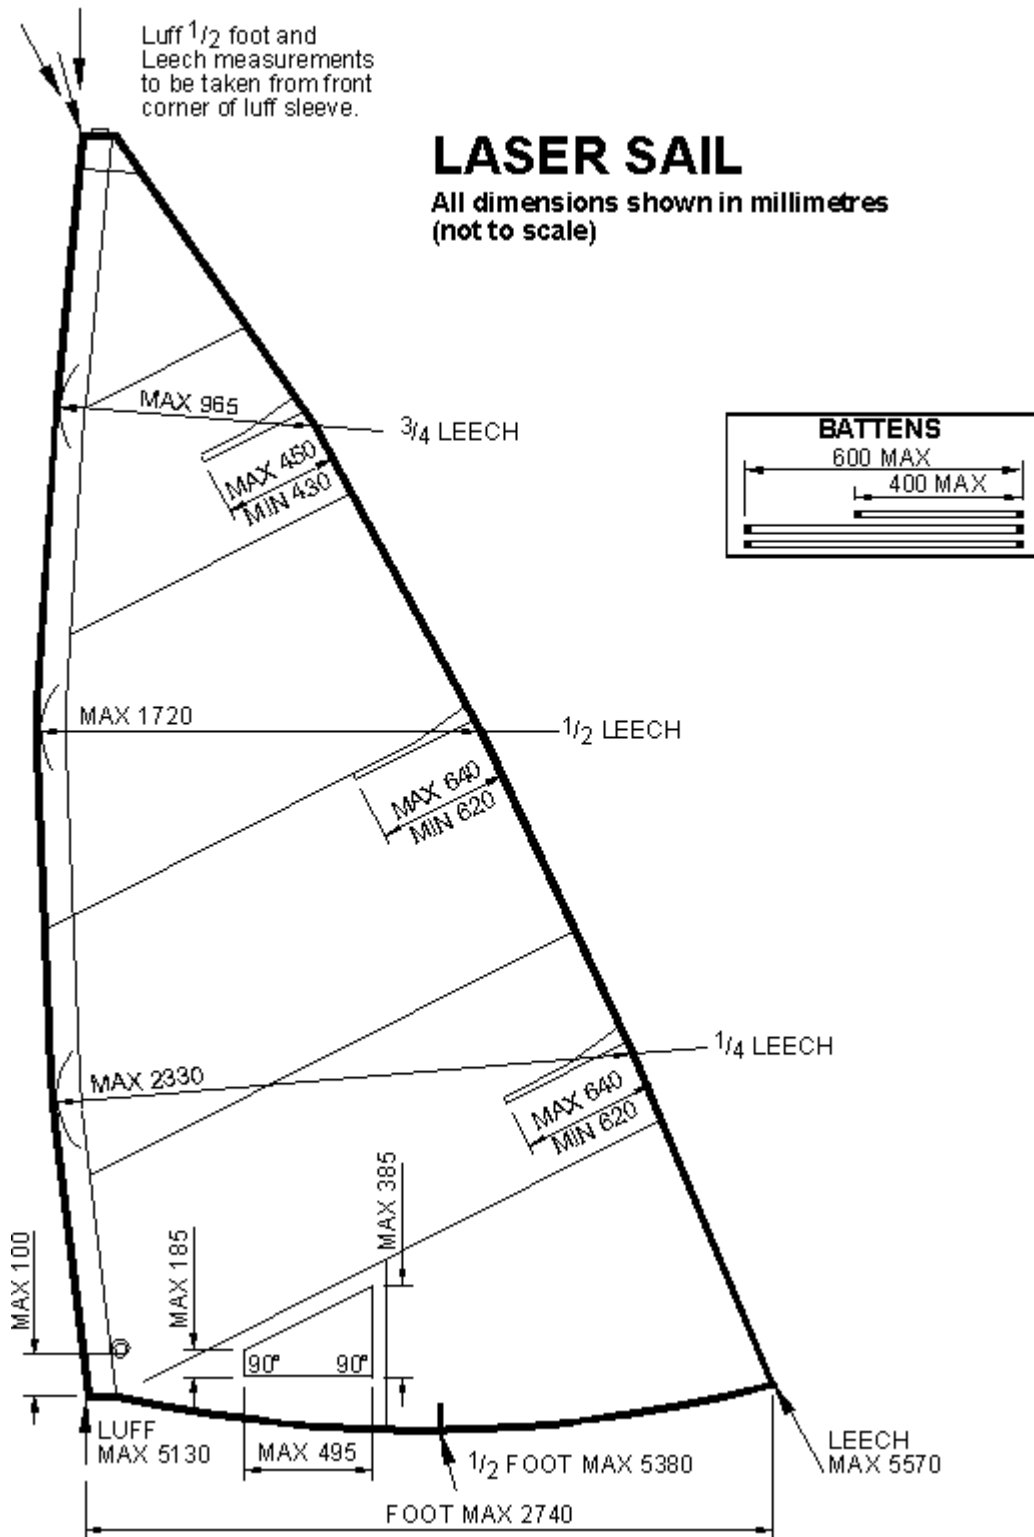 Luff 1/2 foot and
Leech measurements
to be taken from front
corner of luff sleeve.
LASER SAIL
All dimensions shown in millimetres
(not to scale)
MAX 965
3/4 LEECH
MAX 450
MIN 430
BATTENS
600 MAX
400 MAX
MAX 1720
1/2 LEECH
MAX 640
MIN 620
1/4 LEECH
MAX 2330
MAX 640
MIN 620
MAX 385
MAX 185
MAX 100
90° 90°
LUFF
MAX 5130
MAX 495
1/2 FOOT MAX 5380
LEECH
MAX 5570
FOOT MAX 2740